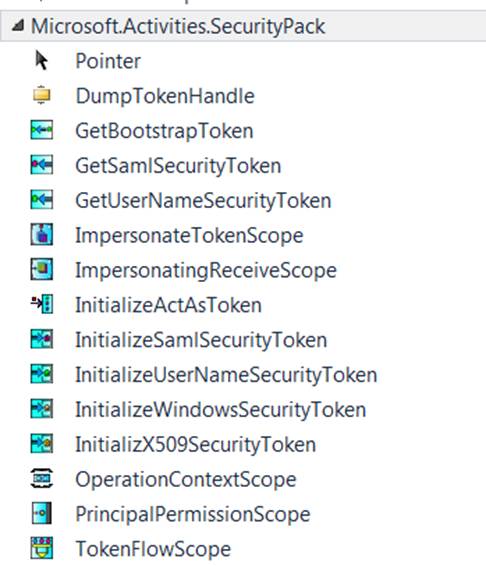 Microsoft.Activities.SecurityPack
Pointer
DumpTokenHandle
GetBootstrapToken
GetSamlSecurityToken
GetUserNameSecurityToken
ImpersonateTokenScope
ImpersonatingReceiveScope
InitializeActAsToken
InitializeSamlSecurityToken
InitializeUserNameSecurityToken
InitializeWindowsSecurityToken
InitializX509SecurityToken
OperationContextScope
PrincipalPermissionScope
TokenFlowScope